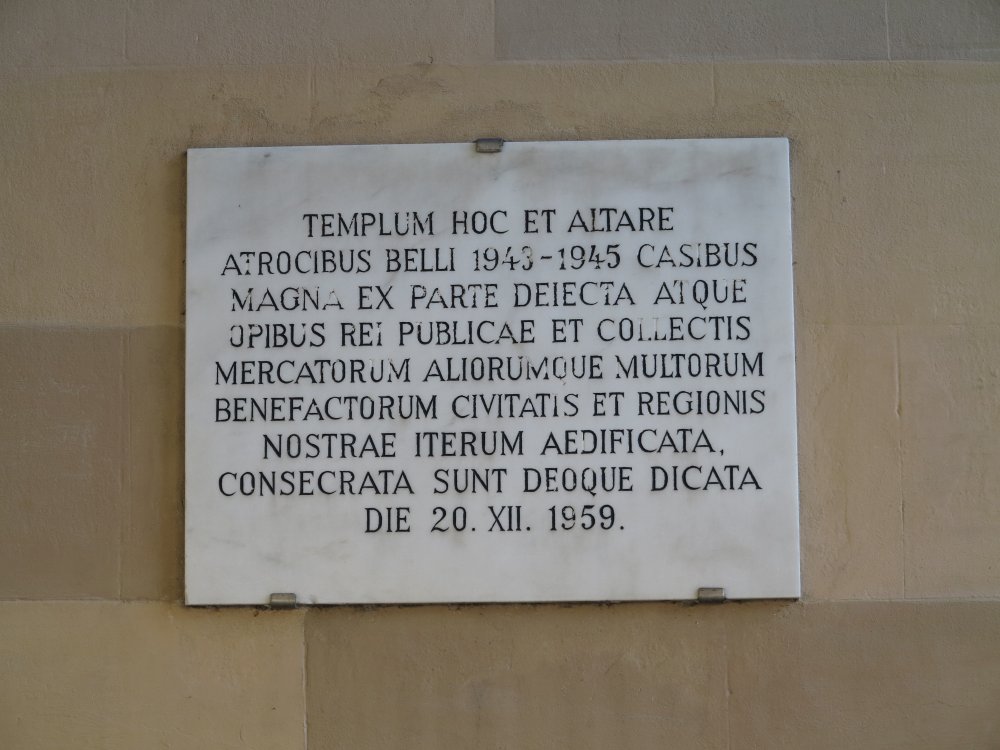 TEMPLUM HOC ET ALTARE
ATROCIBUS BELLI 1943-1945 CASIBUS
MAGNA EX PARTE DEIECTA ATQUE
OPIBUS REI PUBLICAE ET COLLECTIS
MERCATORUM ALIORUMQUE MULTORUM
BENEFACTORUM CIVITATIS ET REGIONIS
NOSTRAE ITERUM AEDIFICATA,
CONSECRATA SUNT DEOQUE DICATA
DIE 20. XII. 1959.